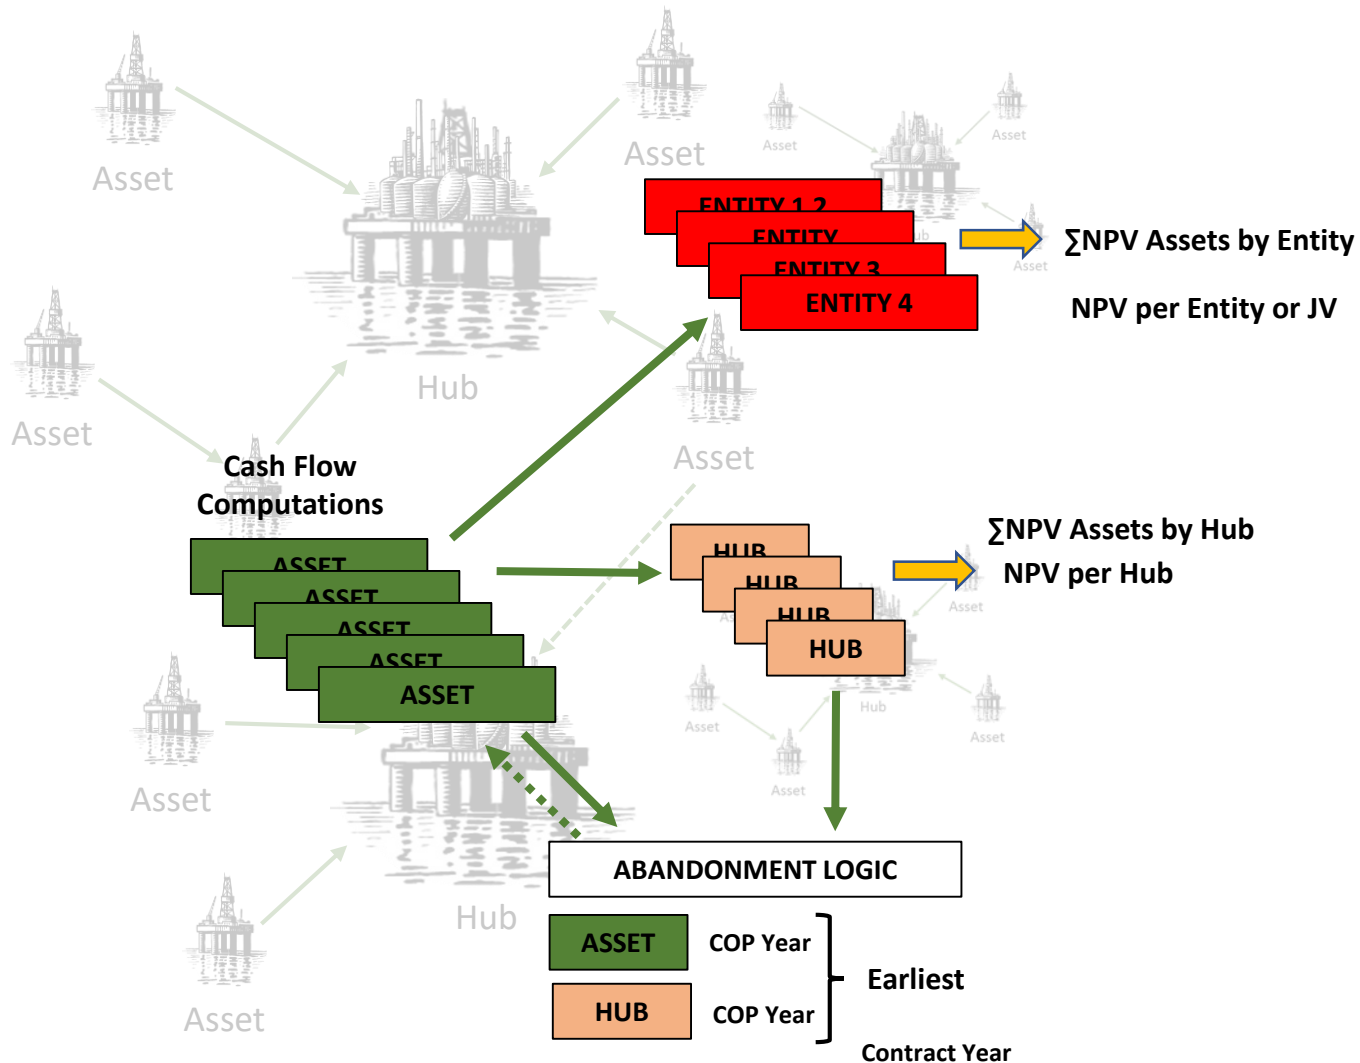 Asset
Asset
Asset
Asset
ENTITY 1,2
ENTITY
ENTITY 3
ENTITY 4
∑NPV Assets by Entity
Asset
NPV per Entity or JV
Hub
Asset
Asset
Cash Flow
Computations
∑NPV Assets by Hub
NPV per Hub
ASSET
ASSET
ASSET
ASSET
ASSET
HUB
HUB
HUB
HUB
Asset
Asset
Hub
Asset
Asset
Asset
ABANDONMENT LOGIC
Hub
ASSET
COP Year
Earliest
HUB
COP Year
Asset
Contract Year